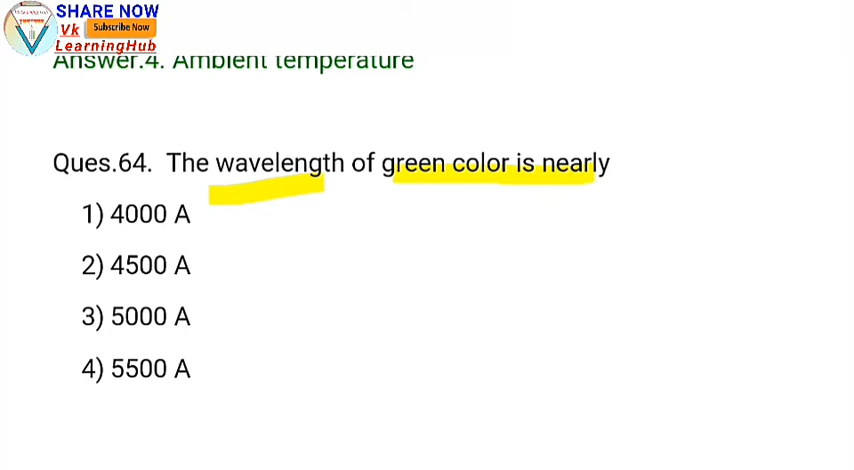 SHARE NOW
Vk Subscribe Now
LearningHub
Answer.4. Ambient temperature
Ques.64. The wavelength of green color is nearly
1) 4000 A
2) 4500 A
3) 5000 A
4) 5500 A